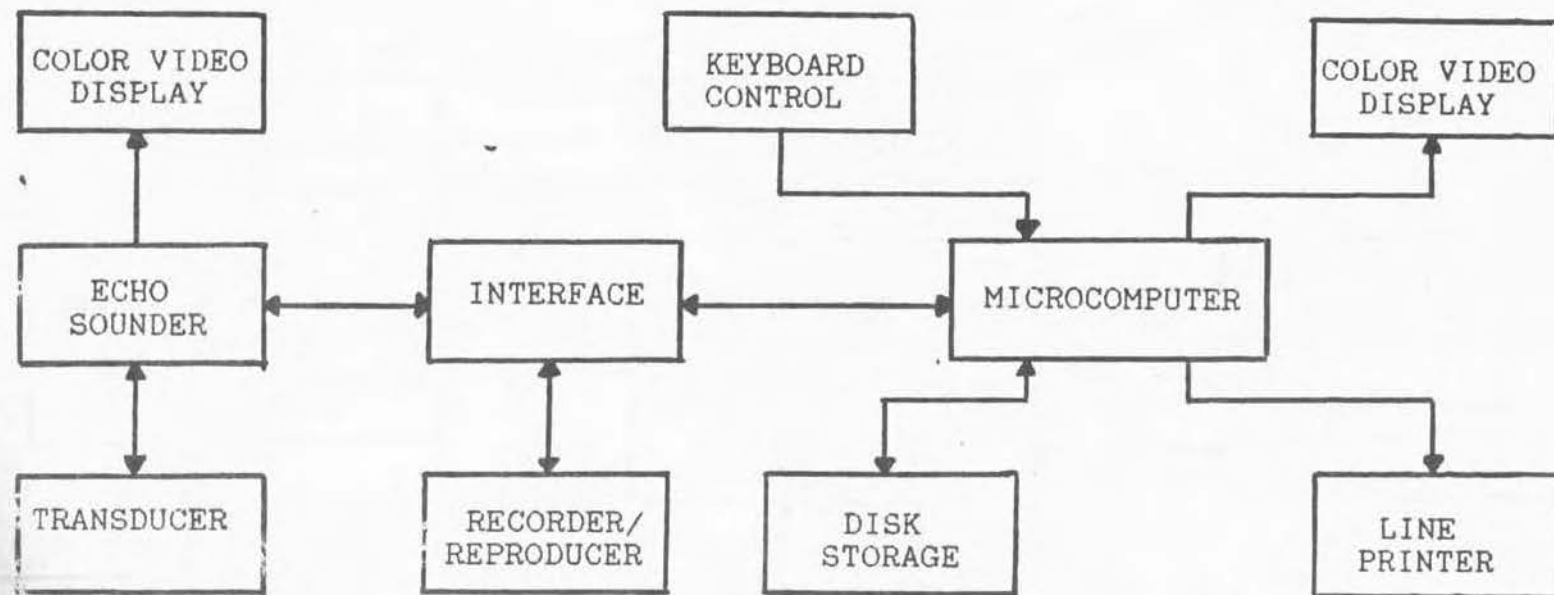 COLOR VIDEO
DISPLAY
KEYBOARD
CONTROL
COLOR VIDEO
DISPLAY
ECHO
SOUNDER
INTERFACE
MICROCOMPUTER
TRANSDUCER
RECORDER/
REPRODUCER
DISK
STORAGE
LINE
PRINTER